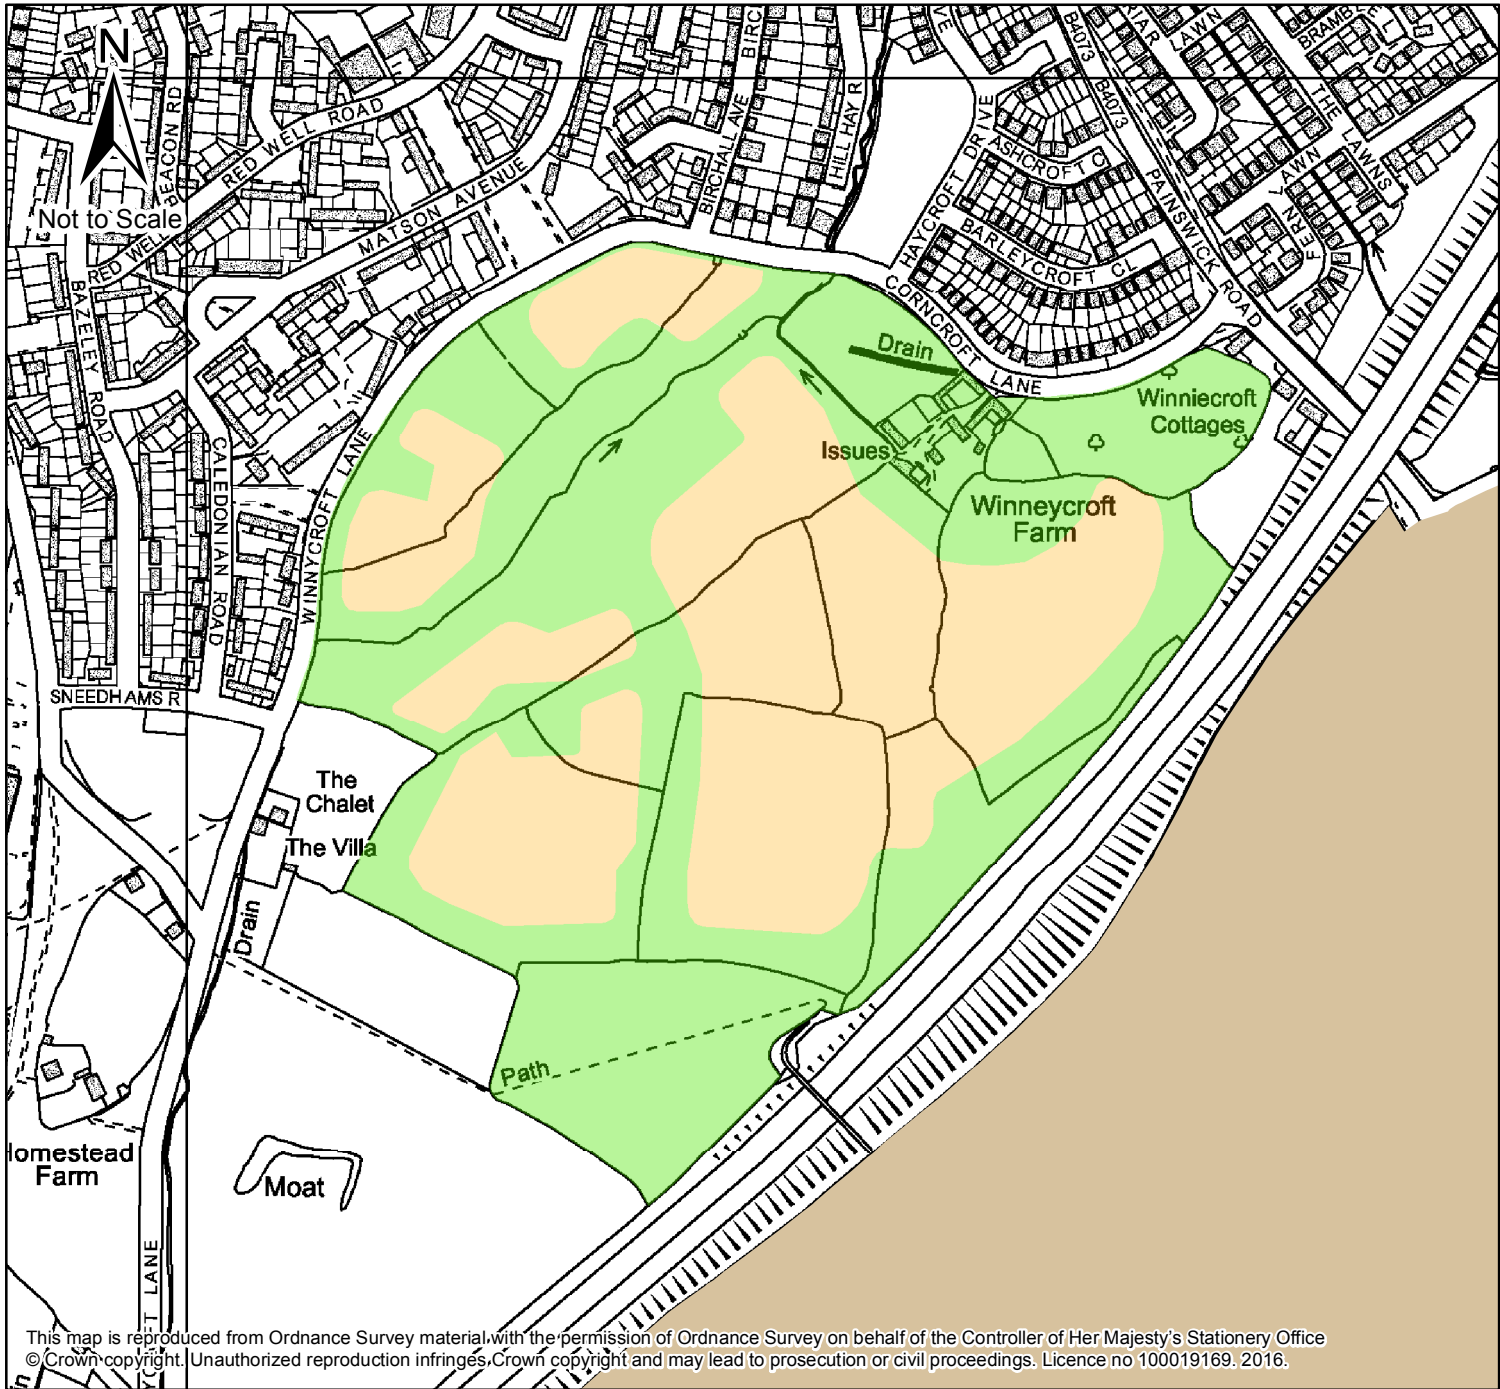 N
Not to Scale
BEACON RD
RED WELL ROAD
RED WELL
MATSON AVENUE
BAZELEY ROAD
CALEDONIAN ROAD
WINNYCROFT LANE
SNEEDHAMS R
BIRCHALL AVE
BIRC
HILL HAY R
VE
HAYCROFT DRIVE
ASHCROFT C
BARLEYCROFT CL
CORNCROFT LANE
B4073
B4073
PAINSWICK ROAD
RIAR LAWN
BRAMBLE
THE LAWNS
FERN LAWN
Drain
Winniecroft
Cottages
Issues
Winneycroft
Farm
The
Chalet
The Villa
Drain
Path
Moat
Homestead
Farm
YCROFT LANE
This map is reproduced from Ordnance Survey material with the permission of Ordnance Survey on behalf of the Controller of Her Majesty's Stationery Office
© Crown copyright. Unauthorized reproduction infringes Crown copyright and may lead to prosecution or civil proceedings. Licence no 100019169. 2016.